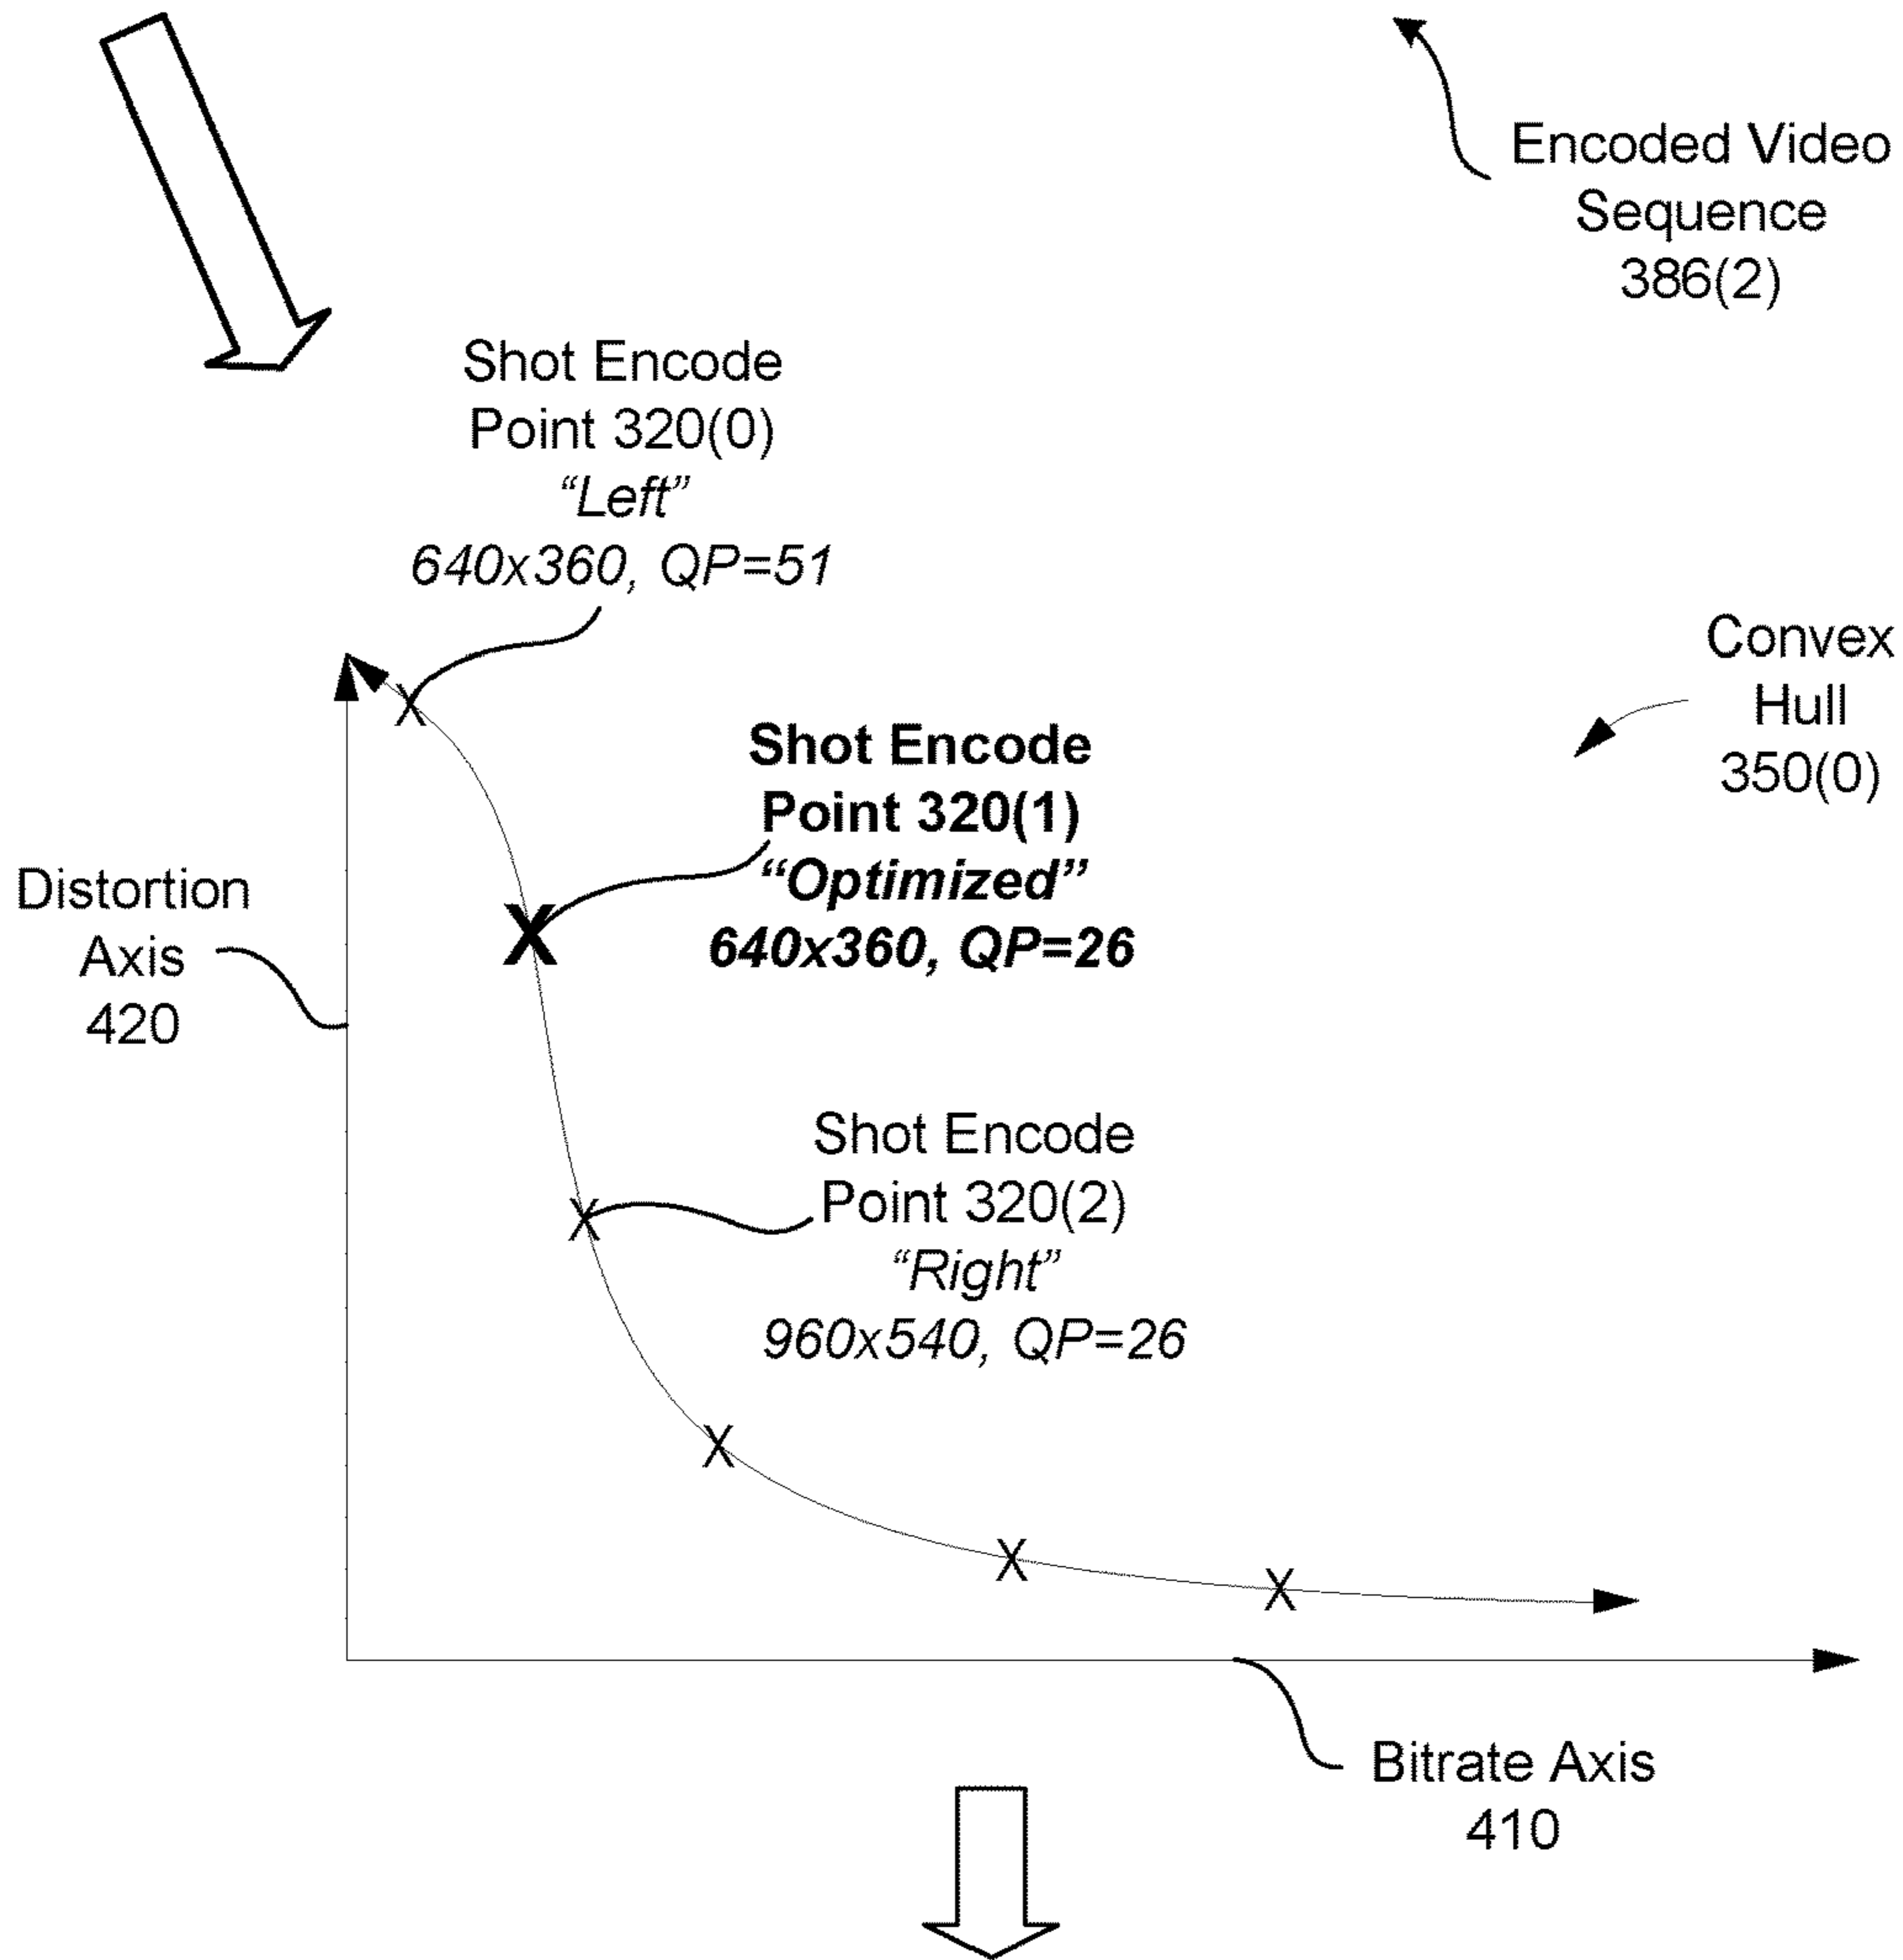 Encoded Video
Sequence
386(2)
Shot Encode
Point 320(0)
“Left”
640x360, QP=51
Convex
Hull
350(0)
Shot Encode
Point 320(1)
“Optimized”
640x360, QP=26
Distortion
Axis
420
Shot Encode
Point 320(2)
“Right”
960x540, QP=26
Bitrate Axis
410